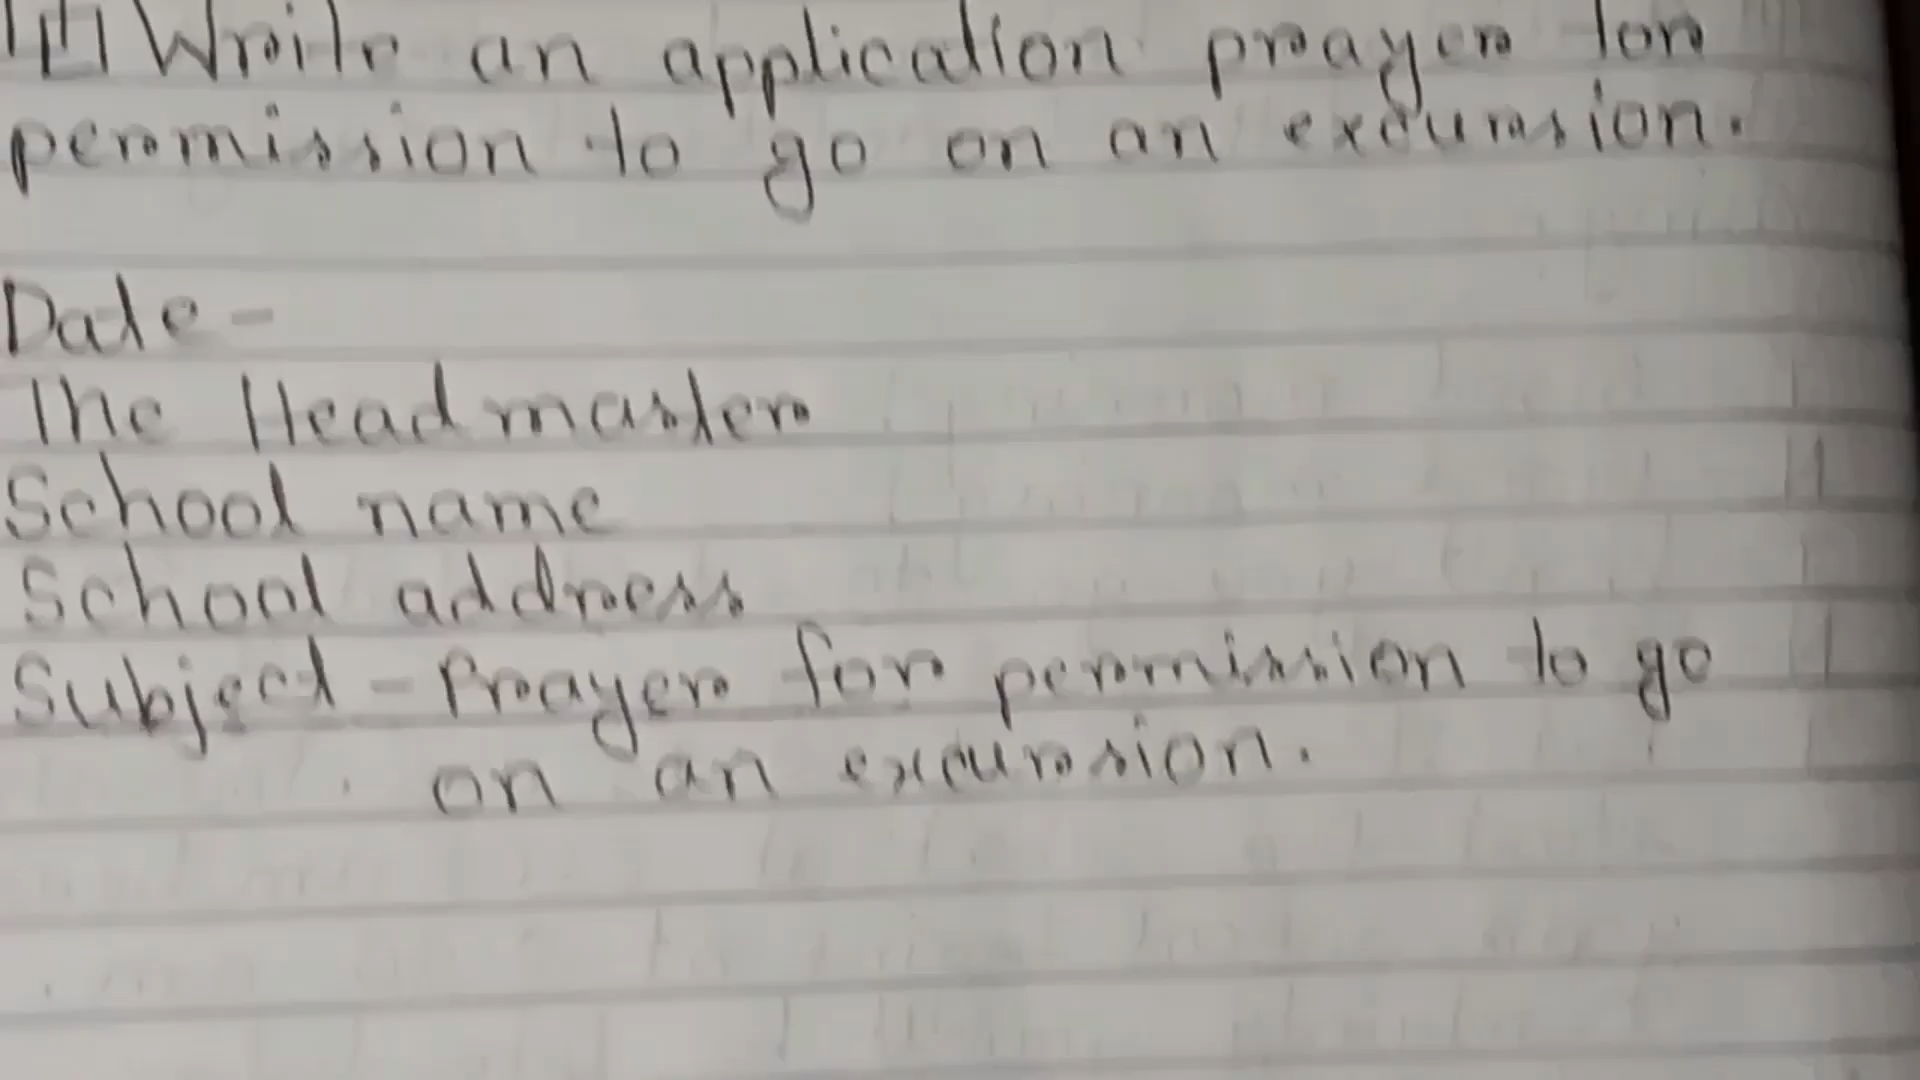 Write an application prayer for
permission to go on an excursion.
Date -
The Headmaster
School name
School address
Subject - Prayer for permission to go
on an excursion.